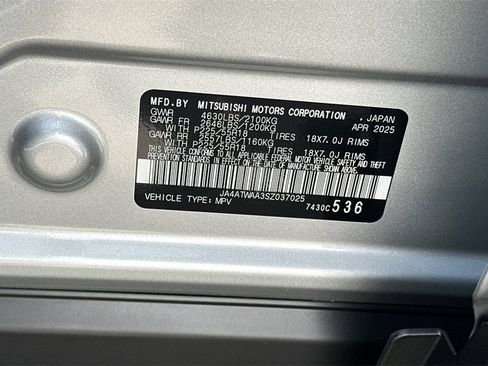 MFD.BY MITSUBISHI MOTORS CORPORATION , JAPAN
GVWR 4630LBS/2100KG APR 2025
GAWR FR 2646LBS/1200KG
WITH P225/55R18 TIRES 18X7.0J RIMS
GAWR RR 2557LBS/1160KG
WITH P225/55R18 TIRES 18X7.0J RIMS
THIS VEHICLE CONFORMS TO ALL APPLICABLE FEDERAL MOTOR VEHICLE SAFETY AND
THEFT PREVENTION STANDARDS IN EFFECT ON THE DATE OF MANUFACTURE SHOWN ABOVE.
JA4ATWAA3SZ037025
VEHICLE TYPE: MPV 7430C 536